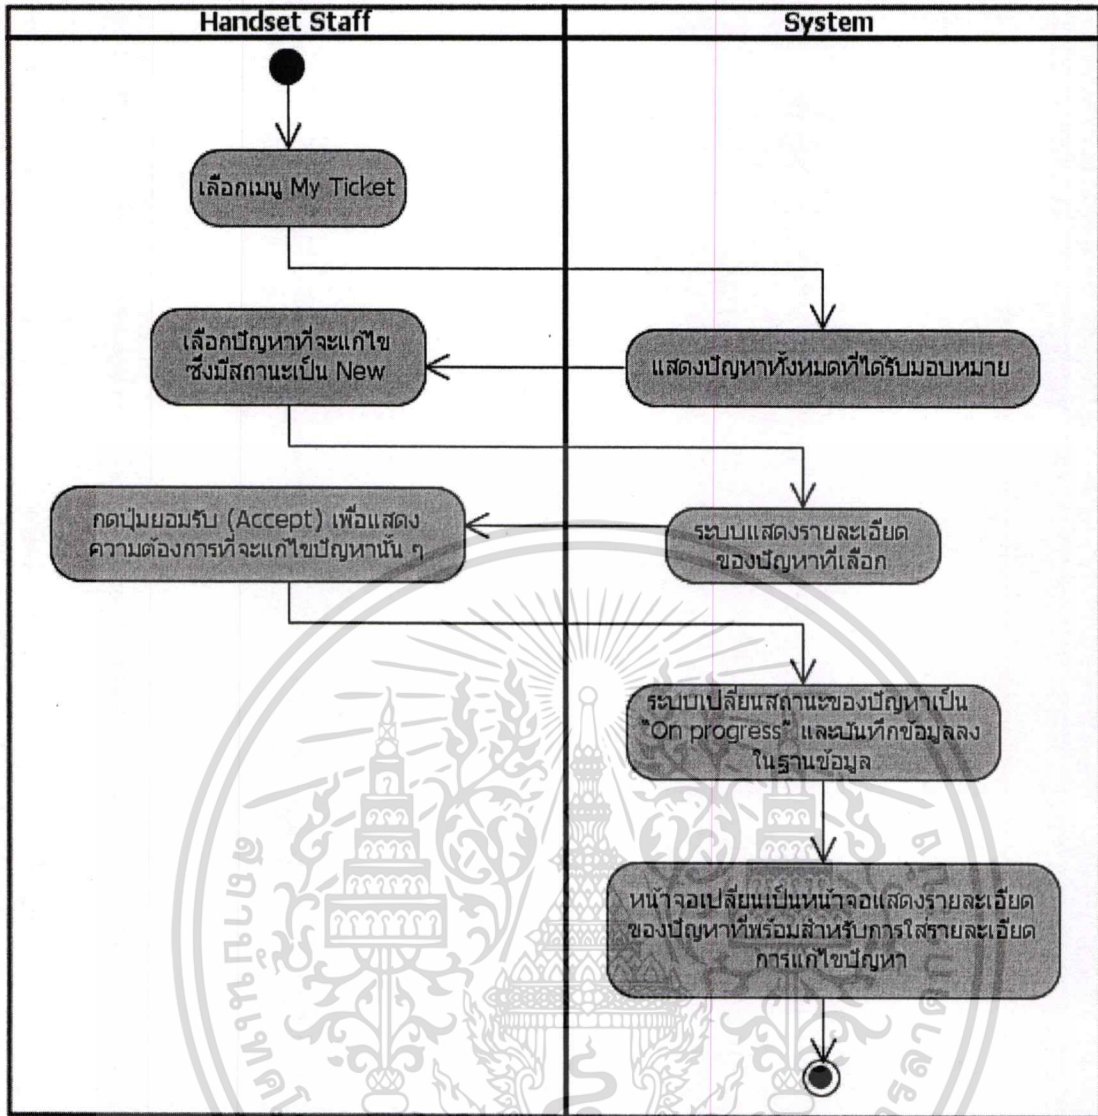 Handset Staff
System
เลือกเมนู My Ticket
แสดงปัญหาทั้งหมดที่ได้รับมอบหมาย
เลือกปัญหาที่จะแก้ไข
ซึ่งมีสถานะเป็น New
ระบบแสดงรายละเอียด
ของปัญหาที่เลือก
กดปุ่มยอมรับ (Accept) เพื่อแสดง
ความต้องการที่จะแก้ไขปัญหานั้น ๆ
ระบบเปลี่ยนสถานะของปัญหาเป็น
"On progress" และบันทึกข้อมูลลง
ในฐานข้อมูล
หน้าจอเปลี่ยนเป็นหน้าจอแสดงรายละเอียด
ของปัญหาที่พร้อมสำหรับการใส่รายละเอียด
การแก้ไขปัญหา